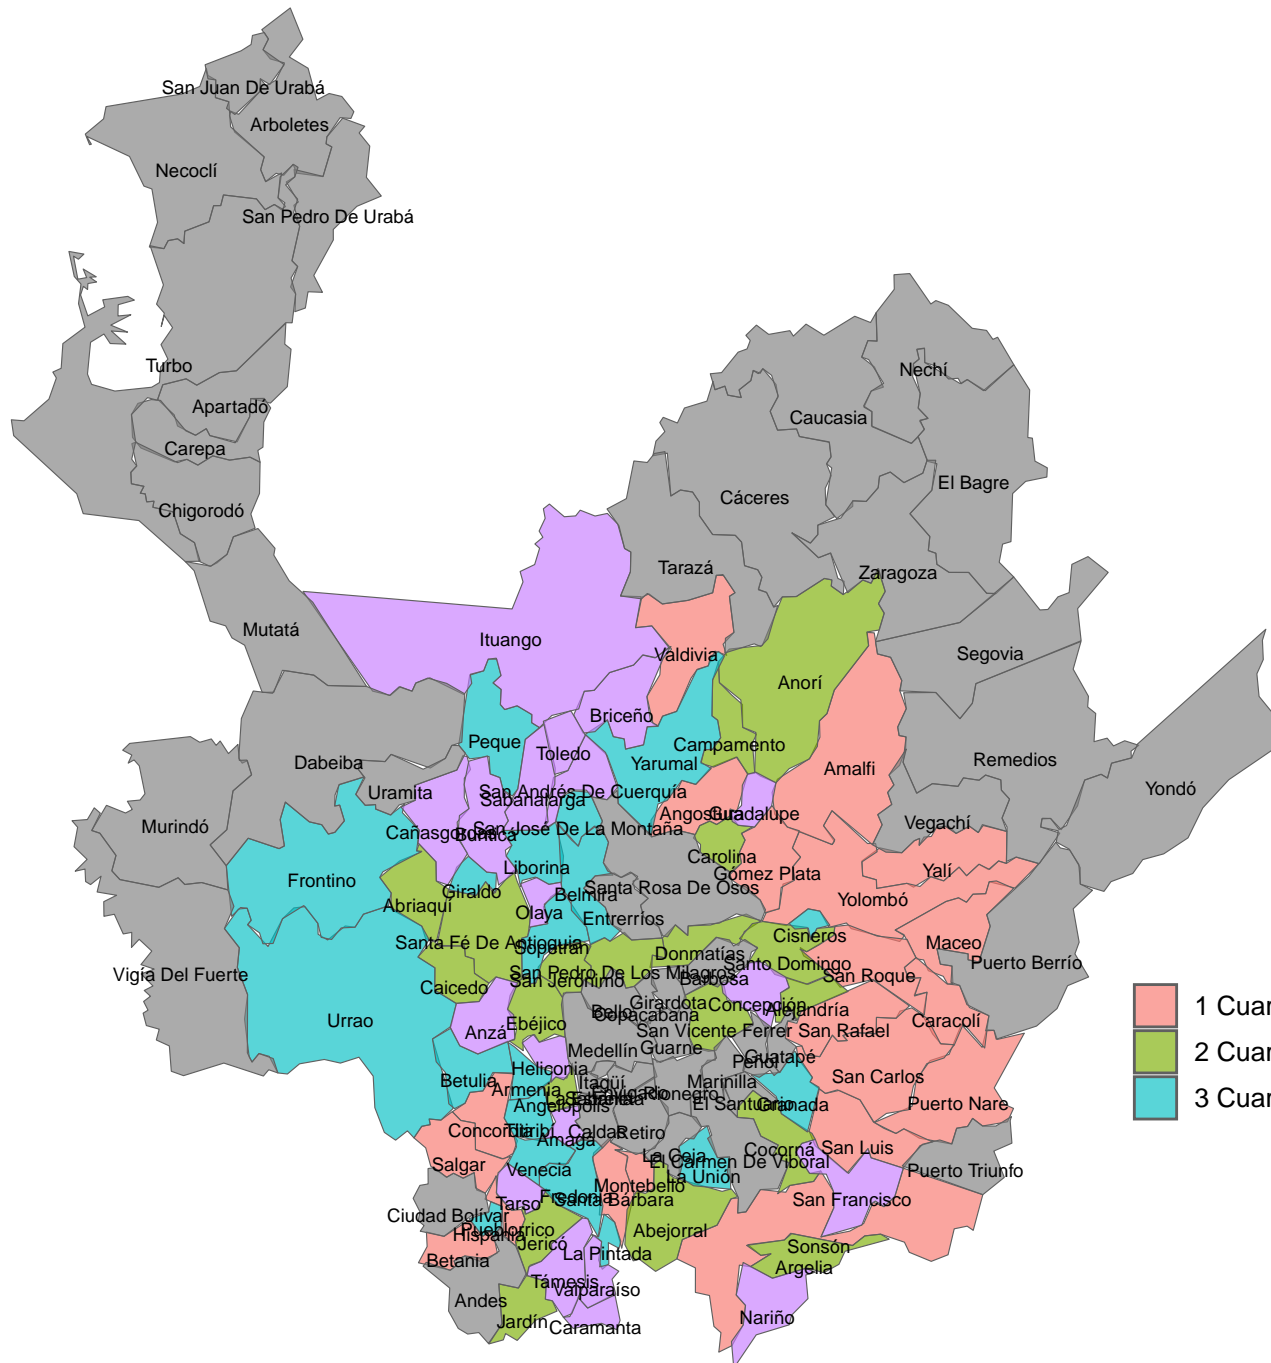 San Juan De Urabá
Arboletes
Necoclí
San Pedro De Urabá
Turbo
Nechí
Apartadó
Caucasia
Carepa
El Bagre
Cáceres
Chigorodó
Tarazá
Zaragoza
Mutatá
Ituango
Valdivia
Segovia
Anorí
Briceño
Peque
Toledo
Campamento
Dabeiba
Yarumal
Remedios
Amalfi
Yondó
Uramita
San Andrés De Cuerquía
Sabanalarga
Angostura
Guadalupe
Vegachí
Murindó
Cañasgordas
Buriticá
San José De La Montaña
Carolina
Liborina
Gómez Plata
Yalí
Frontino
Giraldo
Belmira
Santa Rosa De Osos
Yolombó
Abriaquí
Olaya
Entrerríos
Cisneros
Santa Fé De Antioquia
Sopetrán
Donmatías
Maceo
Vigía Del Fuerte
Caicedo
San Jerónimo
San Pedro De Los Milagros
Barbosa
Santo Domingo
San Roque
Puerto Berrío
Urrao
Anzá
Ebéjico
Bello
Copacabana
Girardota
Concepción
Alejandría
Caracolí
1 Cuar
San Vicente Ferrer
San Rafael
Medellín
Guarne
Peñol
Guatapé
2 Cuar
Betulia
Heliconia
Armenia
Itagüí
Envigado
Marinilla
San Carlos
Angelópolis
La Estrella
Sabaneta
Rionegro
El Santuario
Granada
Puerto Nare
3 Cuar
Concordia
Titiribí
Amagá
Caldas
Retiro
Salgar
Venecia
La Ceja
El Carmen De Viboral
Cocorná
San Luis
Puerto Triunfo
Tarso
Fredonia
Santa Bárbara
Montebello
La Unión
San Francisco
Ciudad Bolívar
Hispania
Pueblorrico
Abejorral
Betania
Jericó
La Pintada
Sonsón
Argelia
Andes
Támesis
Valparaíso
Jardín
Caramanta
Nariño